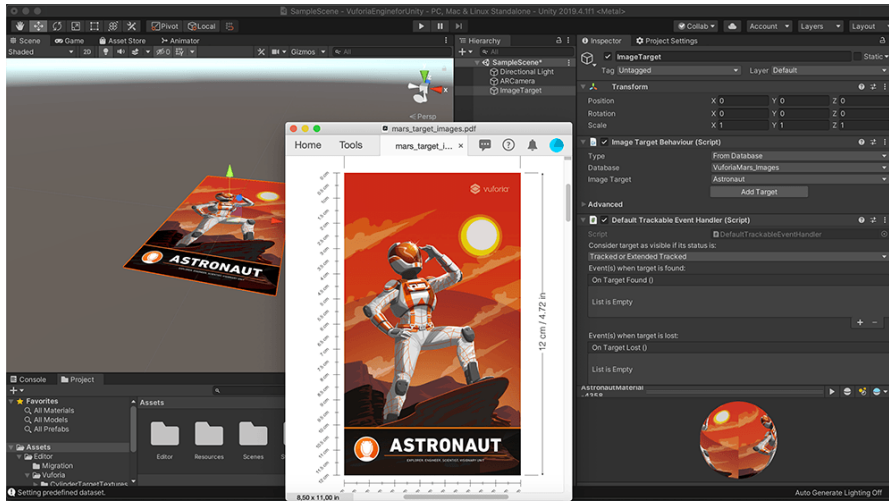 SampleScene - VuforiaEngineforUnity - PC, Mac & Linux Standalone - Unity 2019.4.1f1 <Metal>
Pivot Local
Collab Account Layers Layout
Scene Game Asset Store Animator
Shaded 2D 0 Gizmos All
x
Persp
ASTRONAUT
Hierarchy
All
SampleScene*
Directional Light
ARCamera
ImageTarget
Inspector Project Settings
ImageTarget Static
Tag Untagged Layer Default
Transform
Position X 0 Y 0 Z 0
Rotation X 0 Y 0 Z 0
Scale X 1 Y 1 Z 1
Image Target Behaviour (Script)
Type From Database
Database VuforiaMars_Images
Image Target Astronaut
Add Target
Advanced
Default Trackable Event Handler (Script)
Script DefaultTrackableEventHandler
Consider target as visible if its status is:
Tracked or Extended Tracked
Event(s) when target is found:
On Target Found ()
List is Empty
Event(s) when target is lost:
On Target Lost ()
List is Empty
AstronautMaterial
mars_target_images.pdf
Home Tools mars_target_i... ×
vuforia
12 cm / 4.72 in
ASTRONAUT
8,50 x 11,00 in
Console Project
Favorites
All Materials
All Models
All Prefabs
Assets
Editor
Migration
Vuforia
CylinderTargetTextures
Assets
Editor Resources Scenes
Setting predefined dataset.
Auto Generate Lighting Off